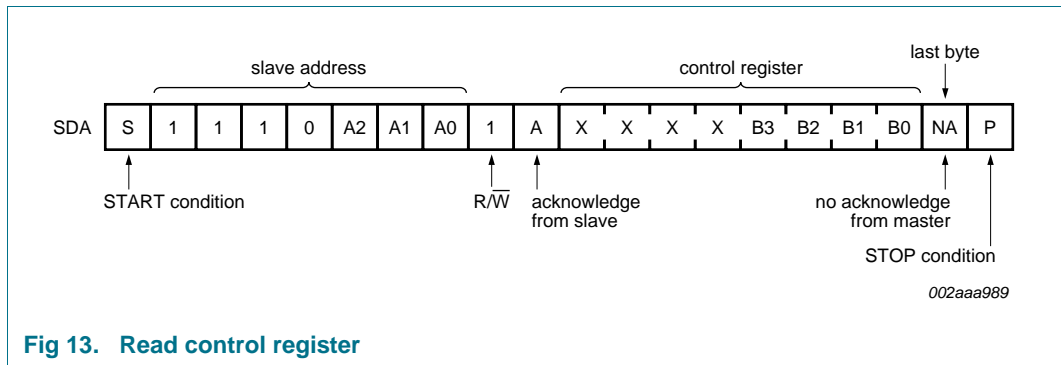 last byte
slave address control register
SDA S 1 1 1 0 A2 A1 A0 1 A X X X X B3 B2 B1 B0 NA P
START condition R/W̅ acknowledge from slave no acknowledge from master
STOP condition
002aaa989
Fig 13. Read control register